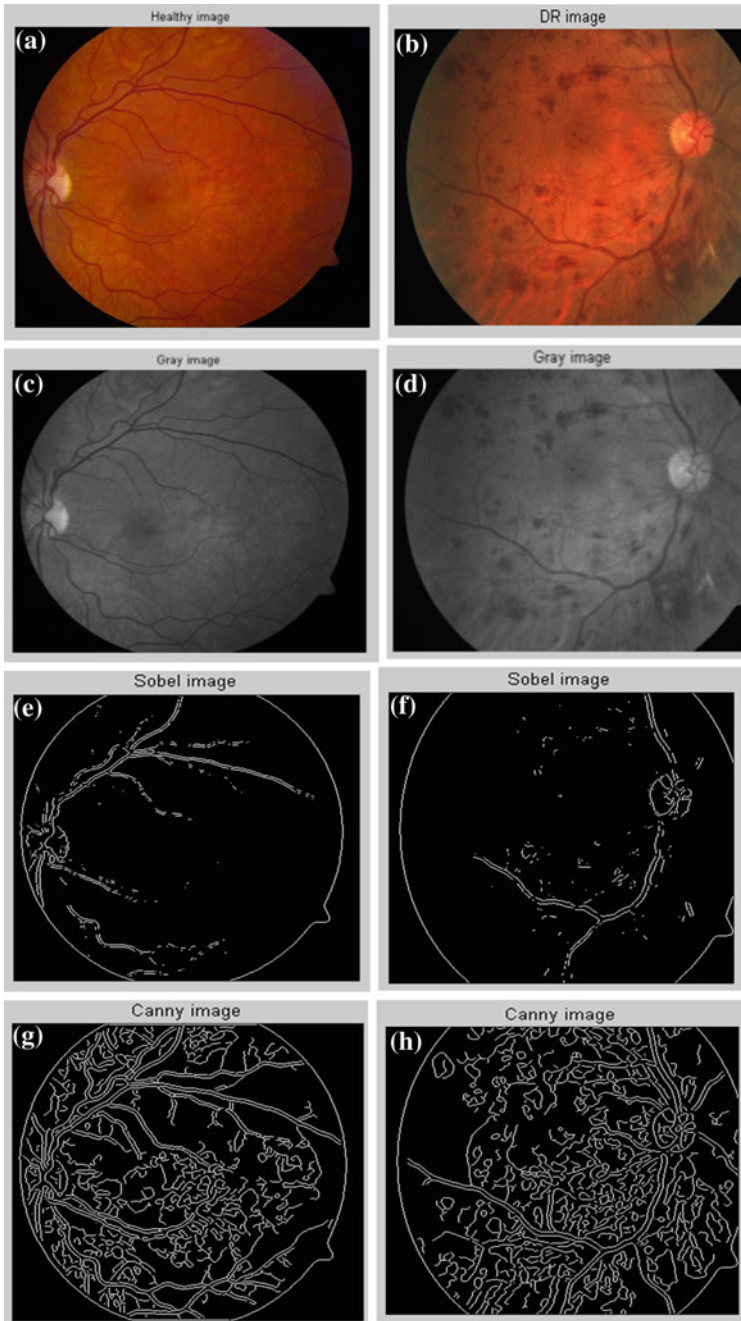 Healthy image
(a)
DR image
(b)
Gray image
(c)
Gray image
(d)
Sobel image
(e)
Sobel image
(f)
Canny image
(g)
Canny image
(h)